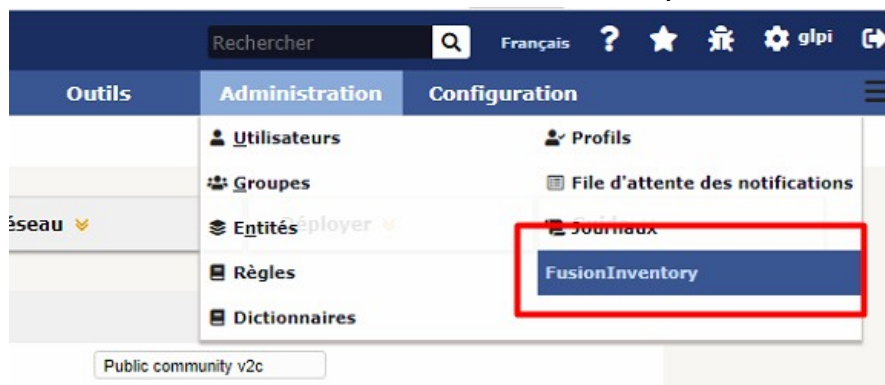 Rechercher Français ? glpi
Outils Administration Configuration
Utilisateurs Profils
Groupes File d'attente des notifications
éseau Entités éployer Journaux
Règles FusionInventory
Dictionnaires
Public community v2c